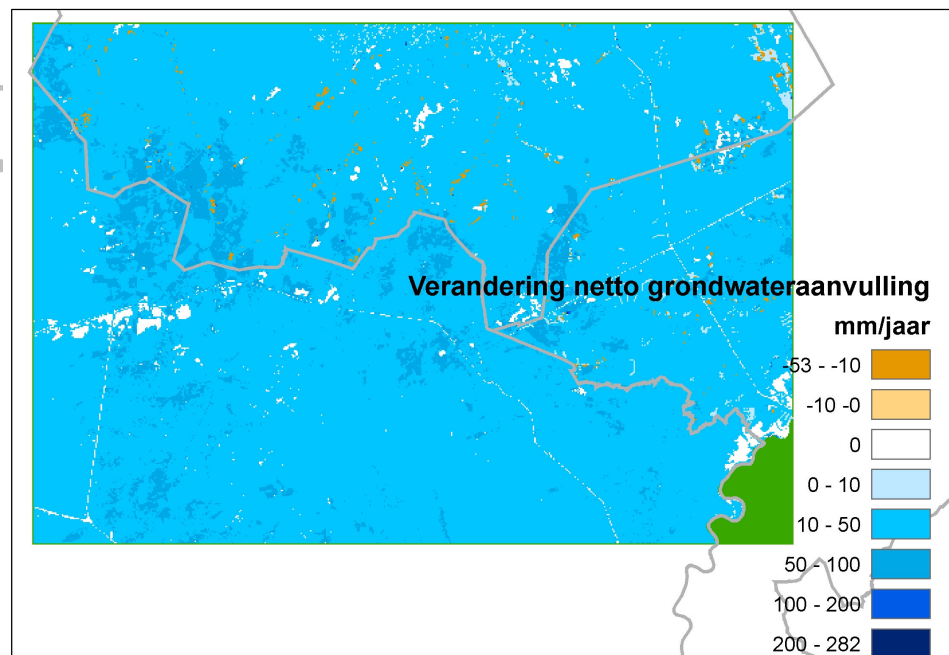 Verandering netto grondwateraanvulling
mm/jaar
-53 - -10
-10 -0
0
0 - 10
10 - 50
50 - 100
100 - 200
200 - 282